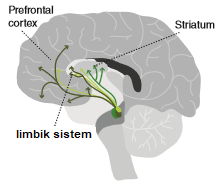 Prefrontal
cortex
Striatum
limbik sistem